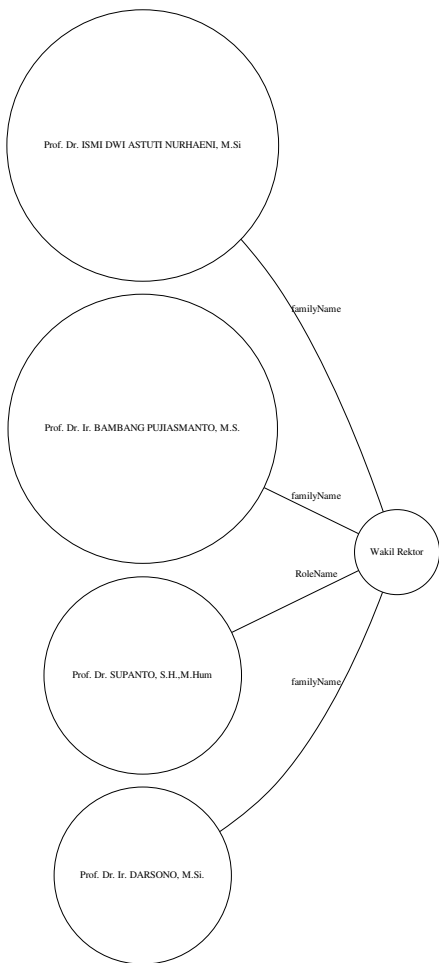 Prof. Dr. ISMI DWI ASTUTI NURHAENI, M.Si
familyName
Prof. Dr. Ir. BAMBANG PUJIASMANTO, M.S.
familyName
Wakil Rektor
RoleName
Prof. Dr. SUPANTO, S.H.,M.Hum
familyName
Prof. Dr. Ir. DARSONO, M.Si.